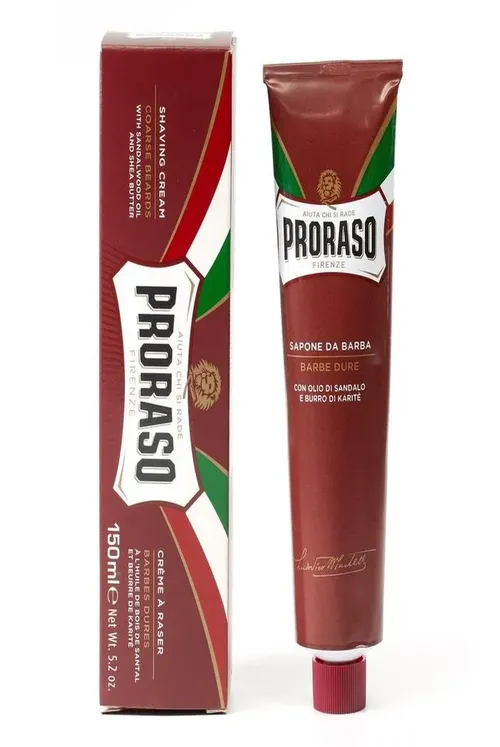 SHAVING CREAM
COARSE BEARDS
WITH SANDALWOOD OIL
AND SHEA BUTTER
AIUTA CHI SI RADE
PRORASO
FIRENZE
CRÈME À RASER
BARBES DURES
À L'HUILE DE BOIS DE SANTAL
ET BEURRE DE KARITÉ
150ml e Net Wt. 5.2 oz.
AIUTA CHI SI RADE
PRORASO
FIRENZE
SAPONE DA BARBA
BARBE DURE
CON OLIO DI SANDALO
E BURRO DI KARITÉ